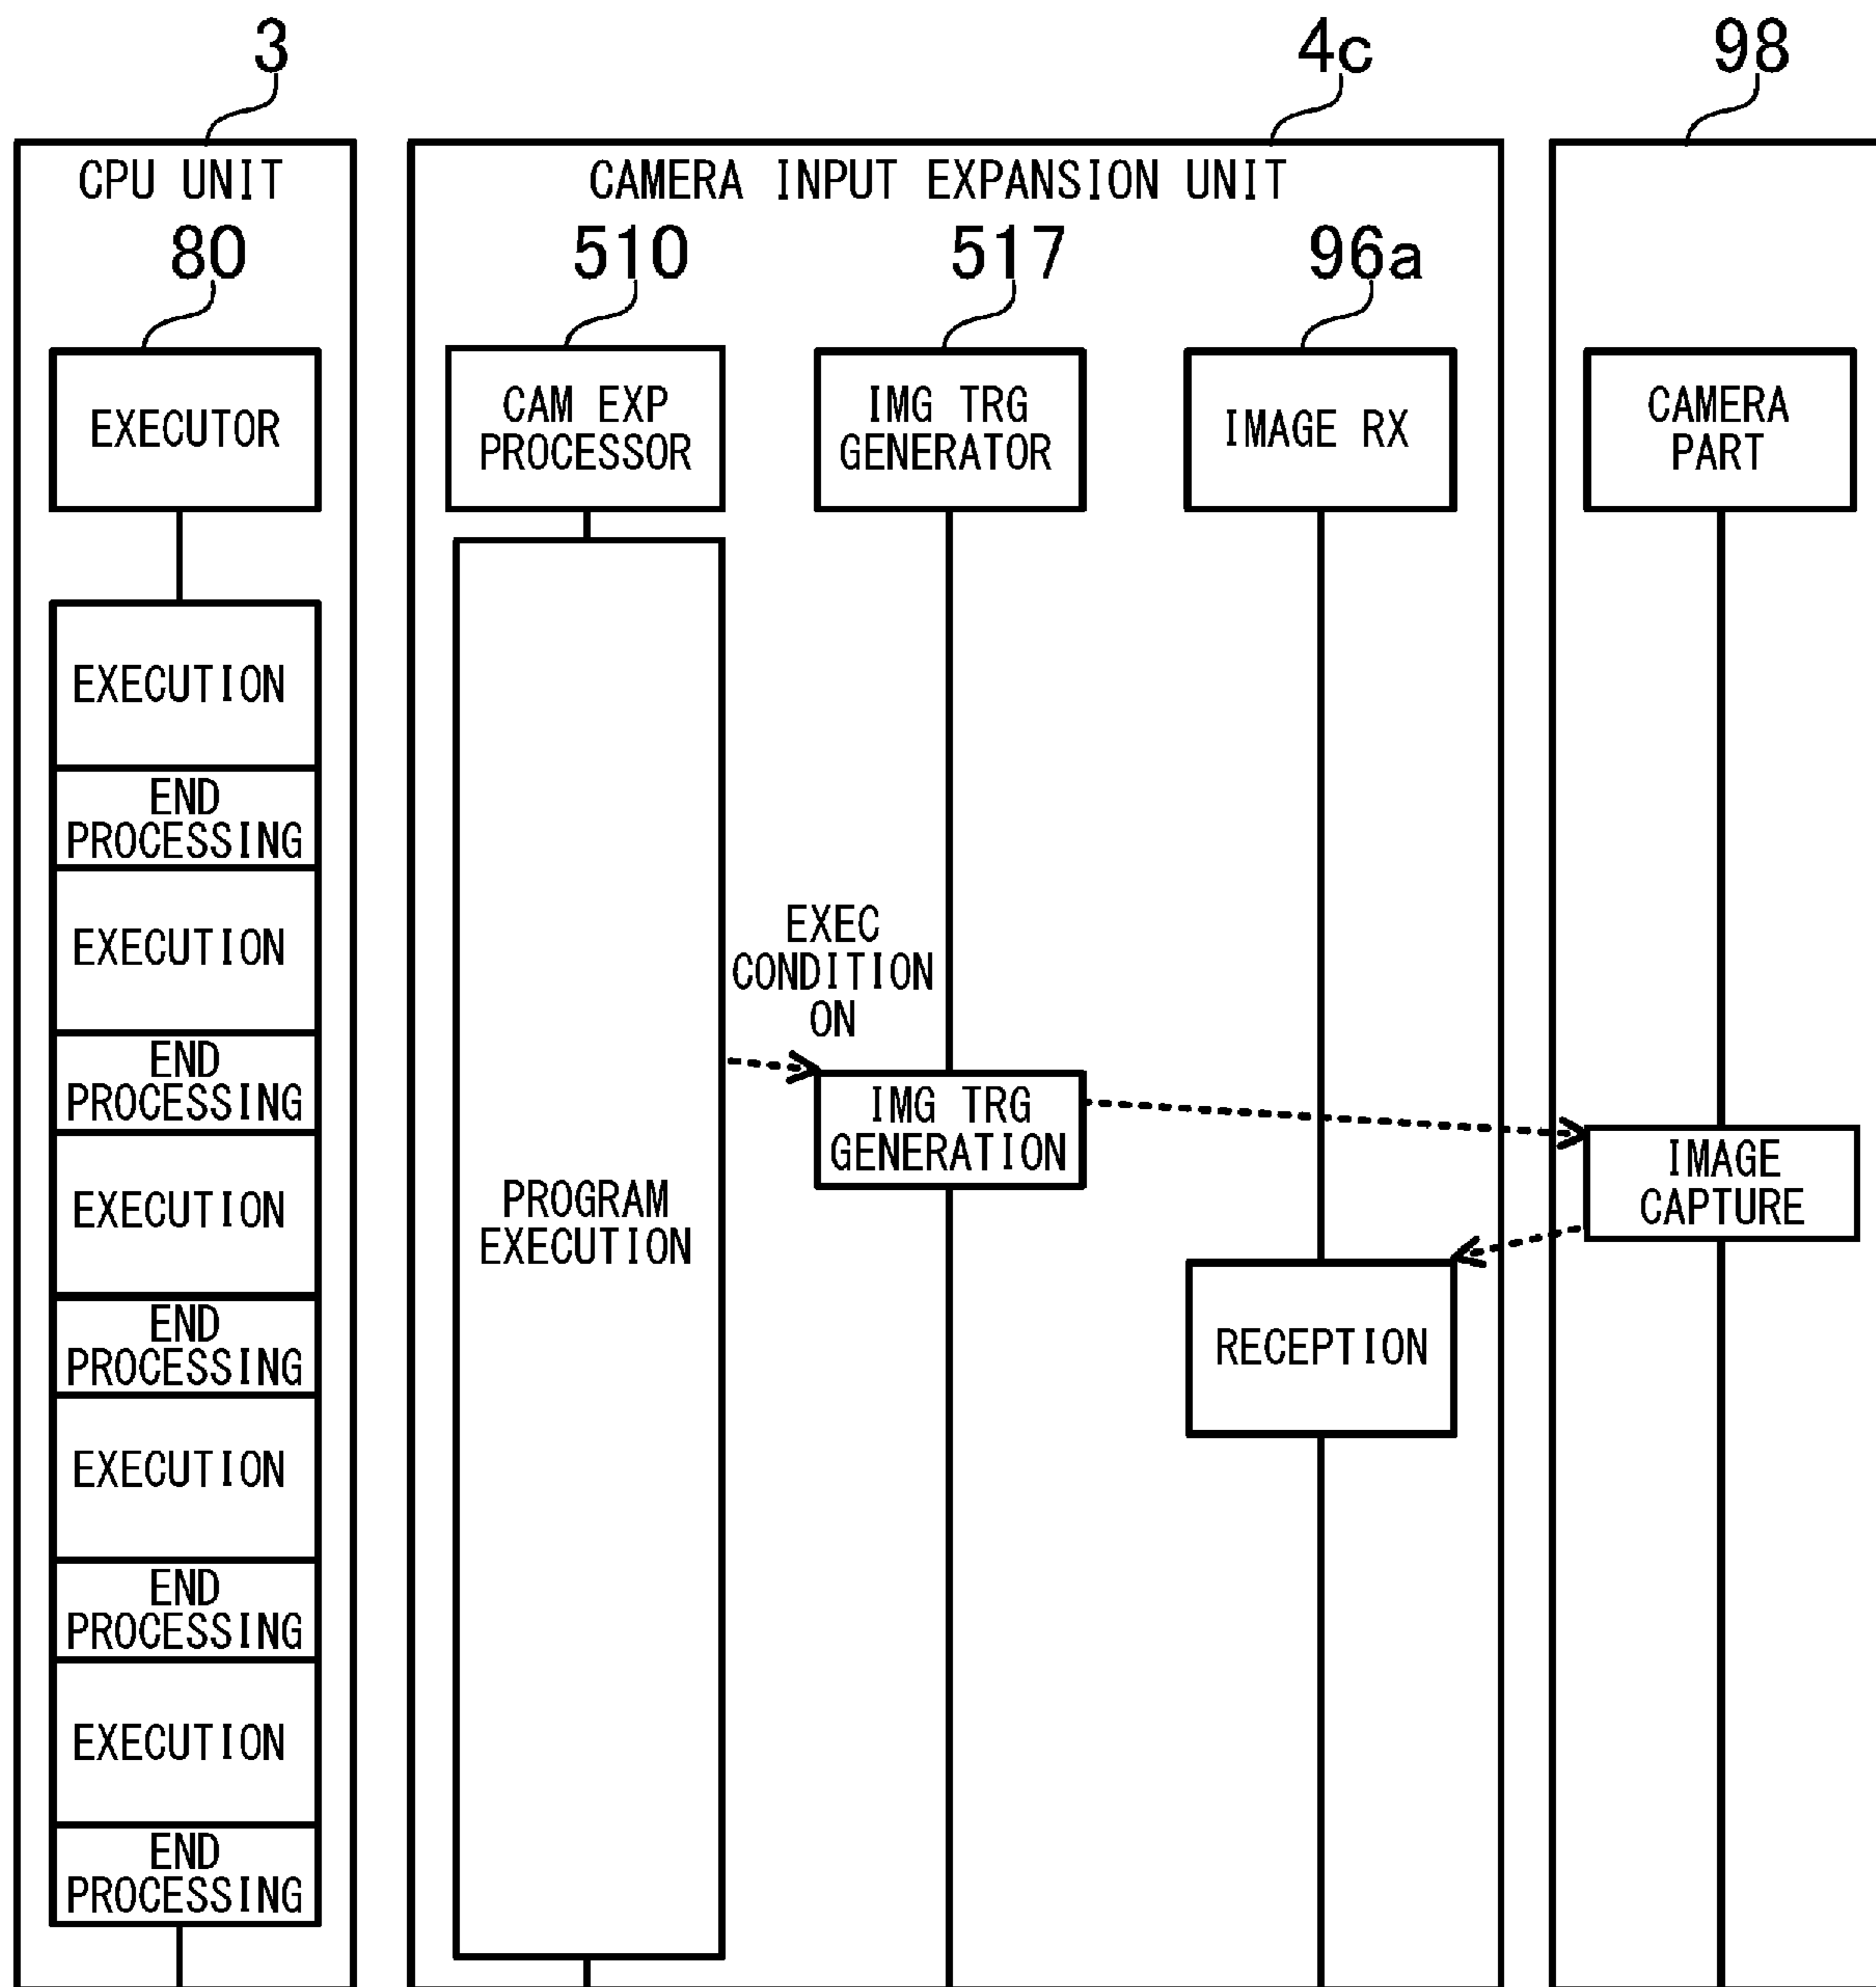 3
4c
98
CPU UNIT
CAMERA INPUT EXPANSION UNIT
80
510
517
96a
EXECUTOR
CAM EXP
PROCESSOR
IMG TRG
GENERATOR
IMAGE RX
CAMERA
PART
EXECUTION
END
PROCESSING
EXECUTION
END
PROCESSING
EXECUTION
END
PROCESSING
EXECUTION
END
PROCESSING
EXECUTION
END
PROCESSING
PROGRAM
EXECUTION
EXEC
CONDITION
ON
IMG TRG
GENERATION
IMAGE
CAPTURE
RECEPTION